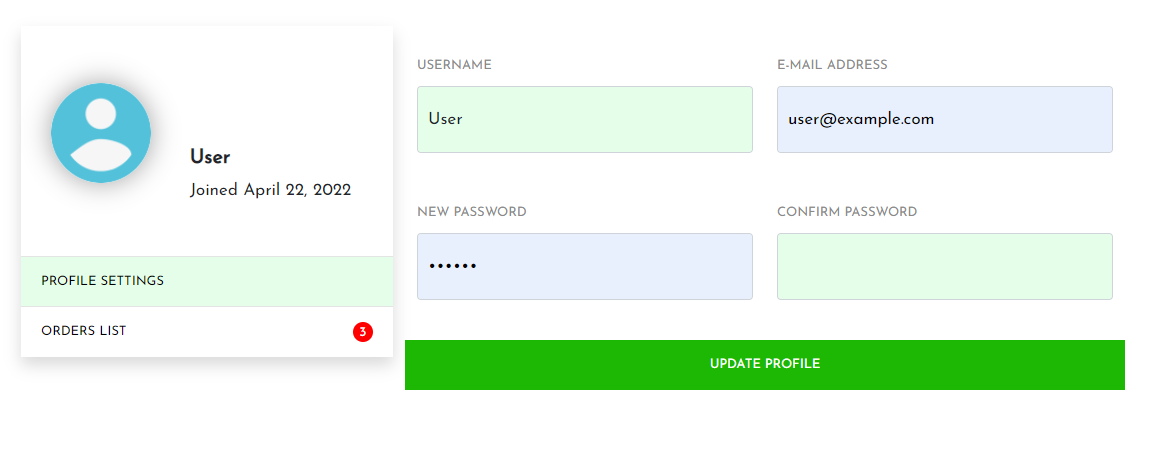 User
Joined April 22, 2022
PROFILE SETTINGS
ORDERS LIST 3
USERNAME E-MAIL ADDRESS
User user@example.com
NEW PASSWORD CONFIRM PASSWORD
••••••
UPDATE PROFILE